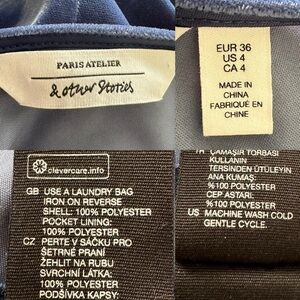 PARIS ATELIER
& other Stories
EUR 36
US 4
CA 4
MADE IN
CHINA
FABRIQUÉ EN
CHINE
clevercare.info
GB USE A LAUNDRY BAG
IRON ON REVERSE
SHELL: 100% POLYESTER
POCKET LINING:
100% POLYESTER
CZ PERTE V SÁČKU PRO
ŠETRNÉ PRANÍ
ŽEHLIT NA RUBU
SVRCHNÍ LÁTKA:
100% POLYESTER
PODŠÍVKA KAPSY:
TR ÇAMAŞIR TORBASI
KULLANIN
TERSİNDEN ÜTÜLEYİN
ANA KUMAŞ:
%100 POLYESTER
CEP ASTARI:
%100 POLYESTER
US MACHINE WASH COLD
GENTLE CYCLE.